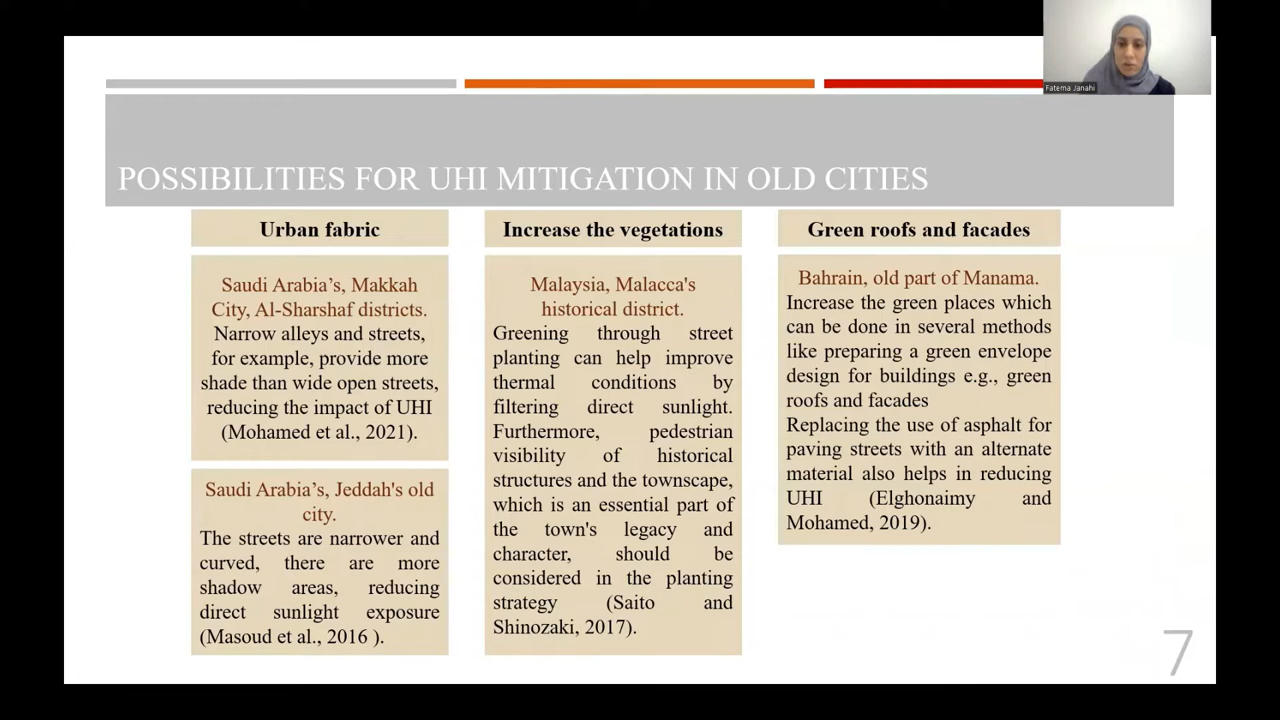 Fatema Janahi
POSSIBILITIES FOR UHI MITIGATION IN OLD CITIES
Urban fabric
Saudi Arabia's, Makkah
City, Al-Sharshaf districts.
Narrow alleys and streets,
for example, provide more
shade than wide open streets,
reducing the impact of UHI
(Mohamed et al., 2021).
Saudi Arabia's, Jeddah's old
city.
The streets are narrower and
curved, there are more
shadow areas, reducing
direct sunlight exposure
(Masoud et al., 2016 ).
Increase the vegetations
Malaysia, Malacca's
historical district.
Greening through street
planting can help improve
thermal conditions by
filtering direct sunlight.
Furthermore, pedestrian
visibility of historical
structures and the townscape,
which is an essential part of
the town's legacy and
character, should be
considered in the planting
strategy (Saito and
Shinozaki, 2017).
Green roofs and facades
Bahrain, old part of Manama.
Increase the green places which
can be done in several methods
like preparing a green envelope
design for buildings e.g., green
roofs and facades
Replacing the use of asphalt for
paving streets with an alternate
material also helps in reducing
UHI (Elghonaimy and
Mohamed, 2019).
7